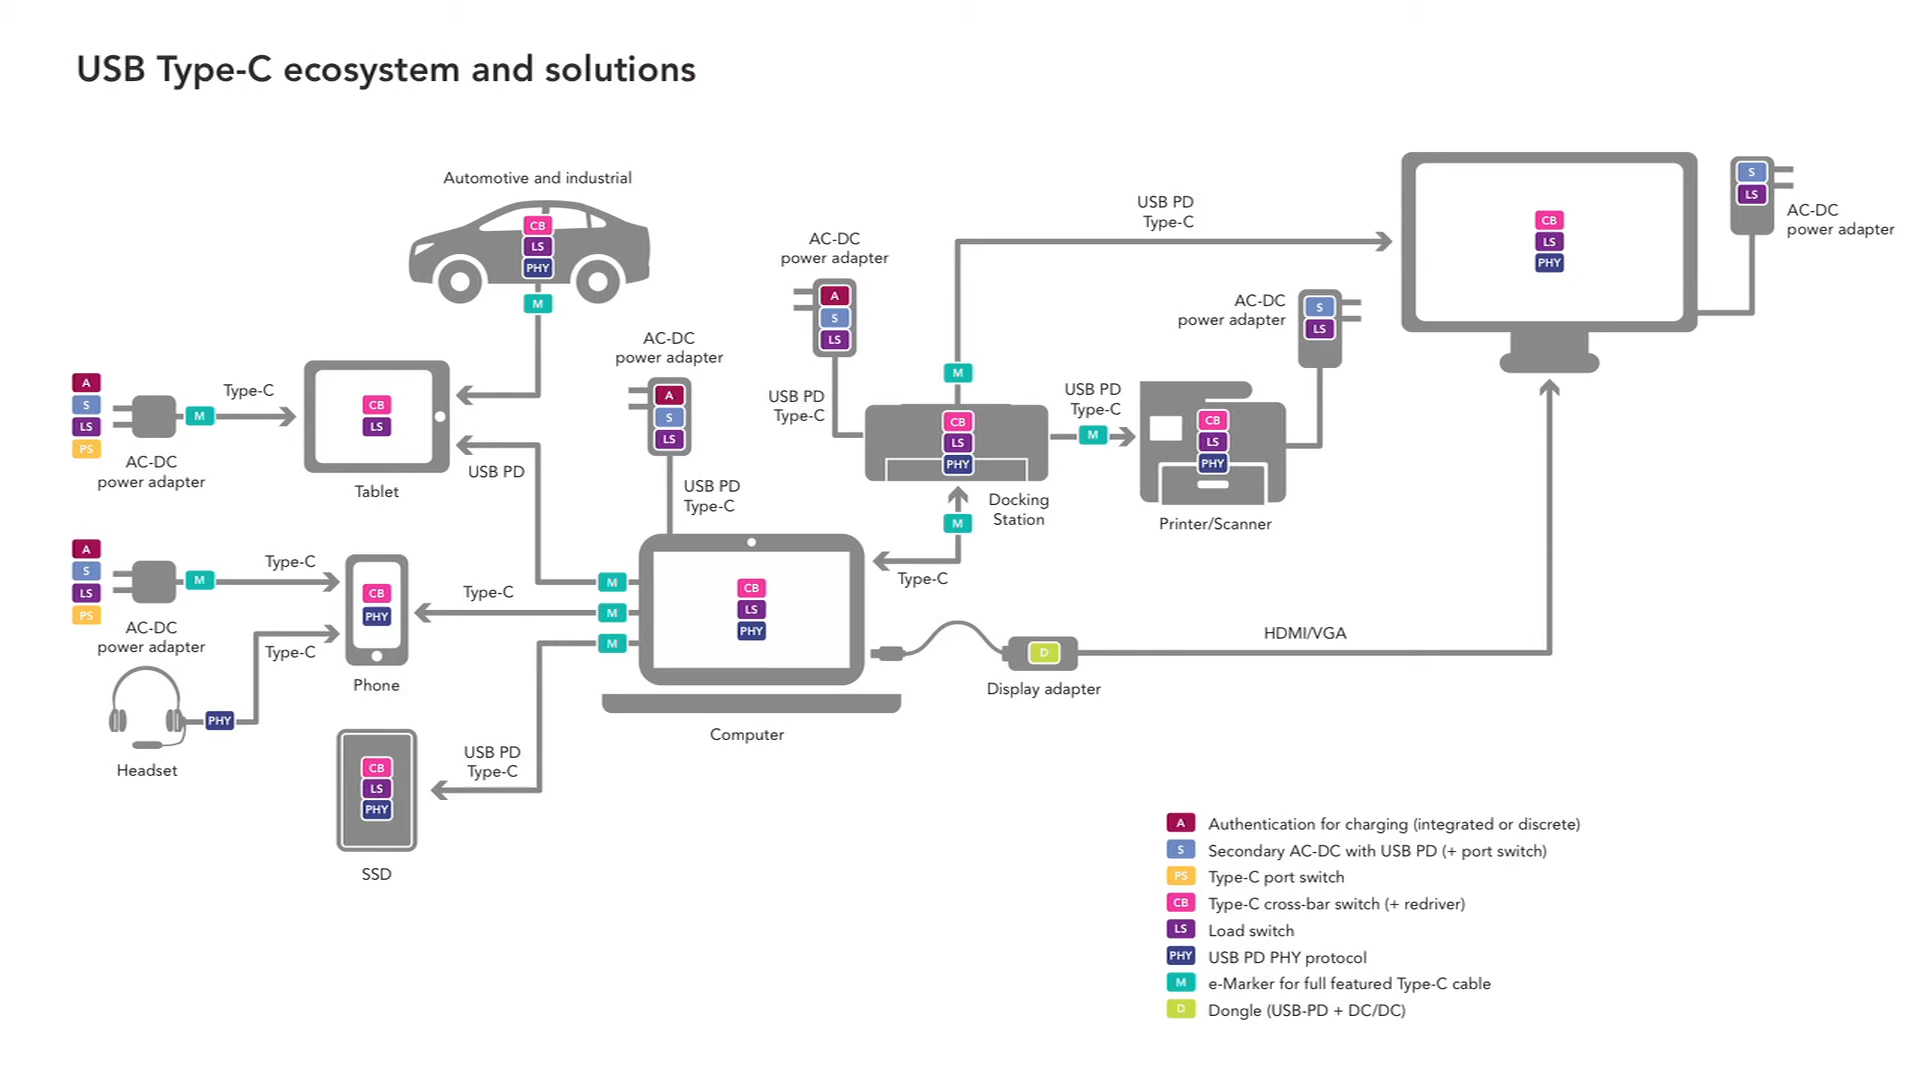 USB Type-C ecosystem and solutions
Automotive and industrial
CB
LS
PHY
M
A
S
LS
PS
AC-DC
power adapter
M
Type-C
CB
LS
Tablet
USB PD
A
S
LS
PS
AC-DC
power adapter
M
Type-C
CB
PHY
Phone
Type-C
PHY
Headset
Type-C
CB
LS
PHY
SSD
USB PD
Type-C
AC-DC
power adapter
A
S
LS
USB PD
Type-C
M
M
M
CB
LS
PHY
Computer
AC-DC
power adapter
A
S
LS
USB PD
Type-C
M
CB
LS
PHY
Docking
Station
M
Type-C
USB PD
Type-C
USB PD
Type-C
M
AC-DC
power adapter
S
LS
CB
LS
PHY
Printer/Scanner
CB
LS
PHY
S
LS
AC-DC
power adapter
D
Display adapter
HDMI/VGA
A Authentication for charging (integrated or discrete)
S Secondary AC-DC with USB PD (+ port switch)
PS Type-C port switch
CB Type-C cross-bar switch (+ redriver)
LS Load switch
PHY USB PD PHY protocol
M e-Marker for full featured Type-C cable
D Dongle (USB-PD + DC/DC)